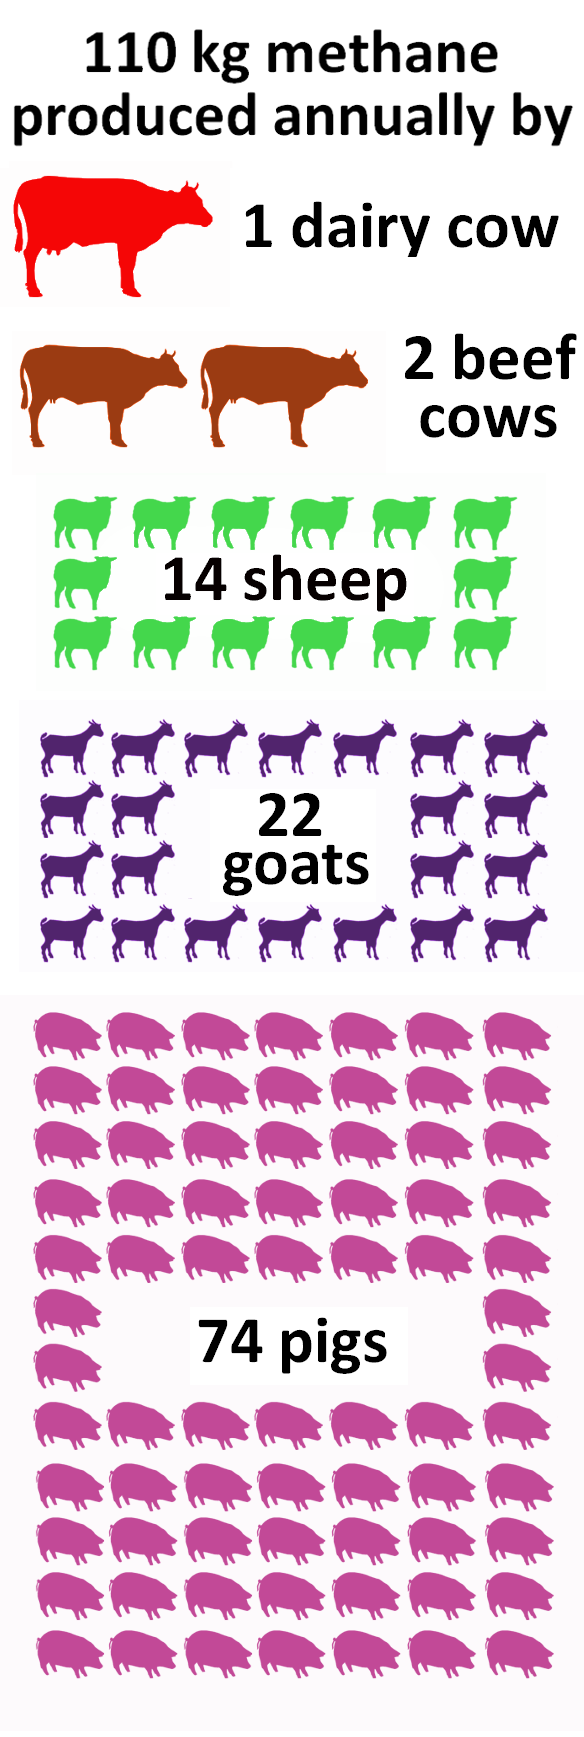 110 kg methane
produced annually by
1 dairy cow
2 beef
cows
14 sheep
22
goats
74 pigs